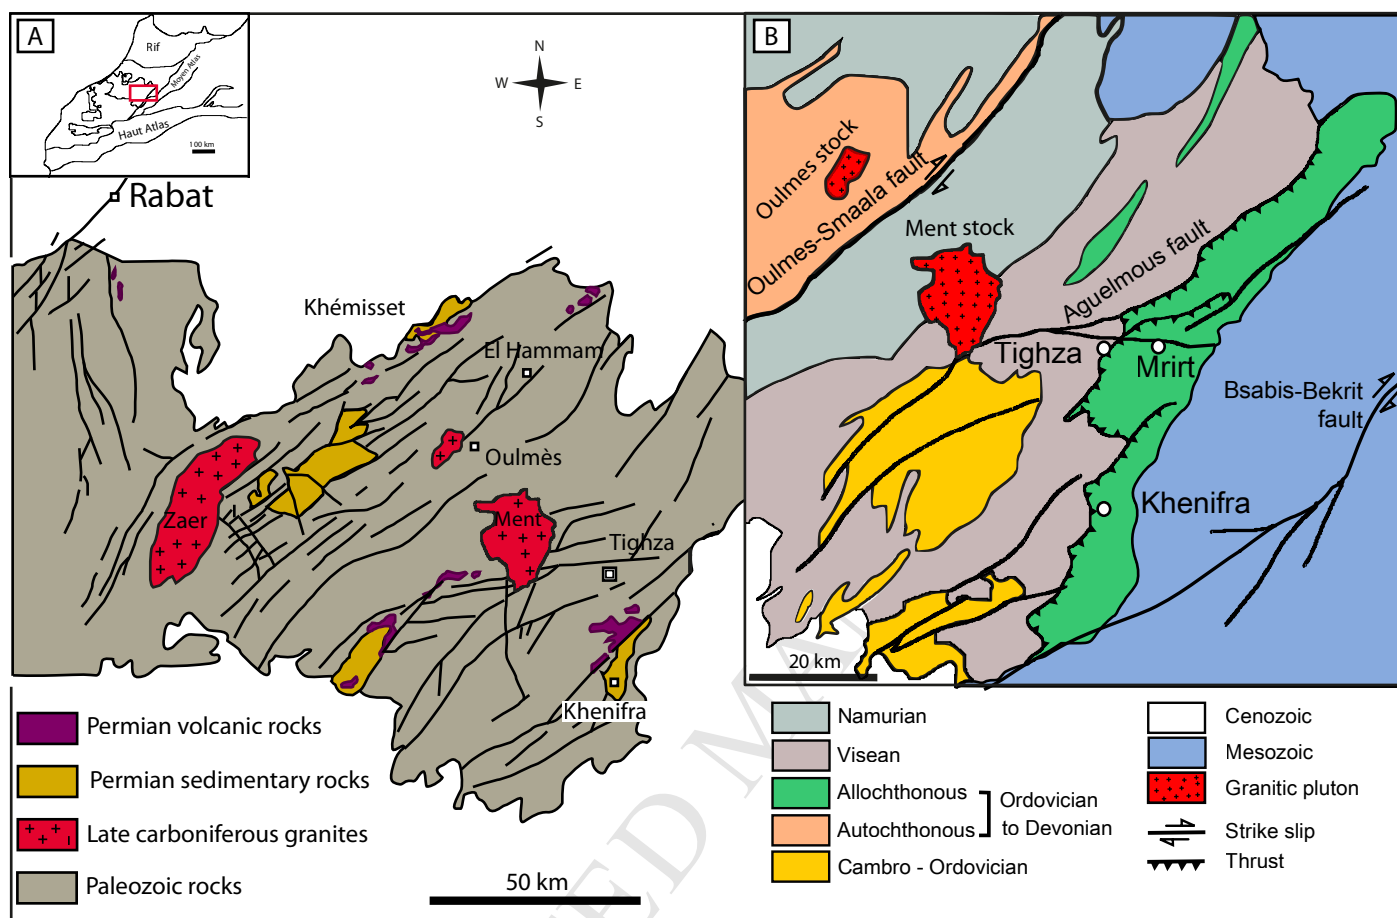 A
Rif
Moyen Atlas
Haut Atlas
100 km
N
W E
S
Rabat
Khémisset
El Hammam
Oulmès
Zaer
Ment
Tighza
Khenifra
Permian volcanic rocks
Permian sedimentary rocks
Late carboniferous granites
Paleozoic rocks
50 km
B
Oulmes stock
Oulmes-Smaala fault
Ment stock
Aguelmous fault
Tighza
Mrirt
Bsabis-Bekrit
fault
Khenifra
20 km
Namurian
Visean
Allochthonous
Autochthonous
Ordovician
to Devonian
Cambro - Ordovician
Cenozoic
Mesozoic
Granitic pluton
Strike slip
Thrust
TED MA